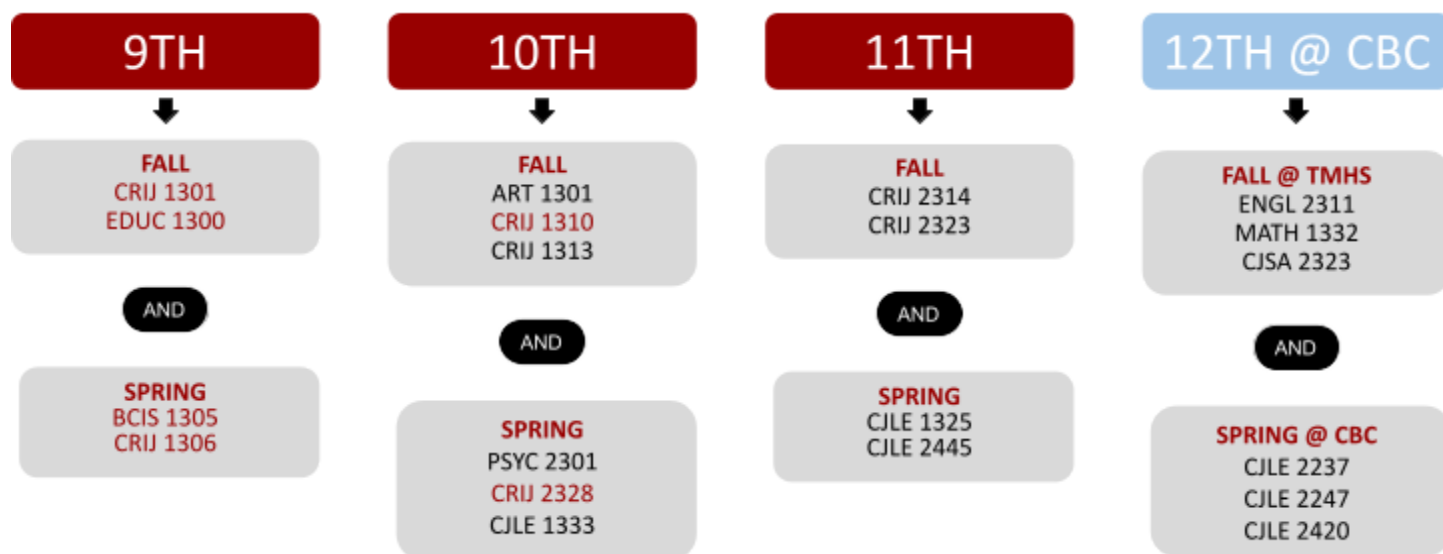 9TH
FALL
CRIJ 1301
EDUC 1300
AND
SPRING
BCIS 1305
CRIJ 1306
10TH
FALL
ART 1301
CRIJ 1310
CRIJ 1313
AND
SPRING
PSYC 2301
CRIJ 2328
CJLE 1333
11TH
FALL
CRIJ 2314
CRIJ 2323
AND
SPRING
CJLE 1325
CJLE 2445
12TH @ CBC
FALL @ TMHS
ENGL 2311
MATH 1332
CJSA 2323
AND
SPRING @ CBC
CJLE 2237
CJLE 2247
CJLE 2420